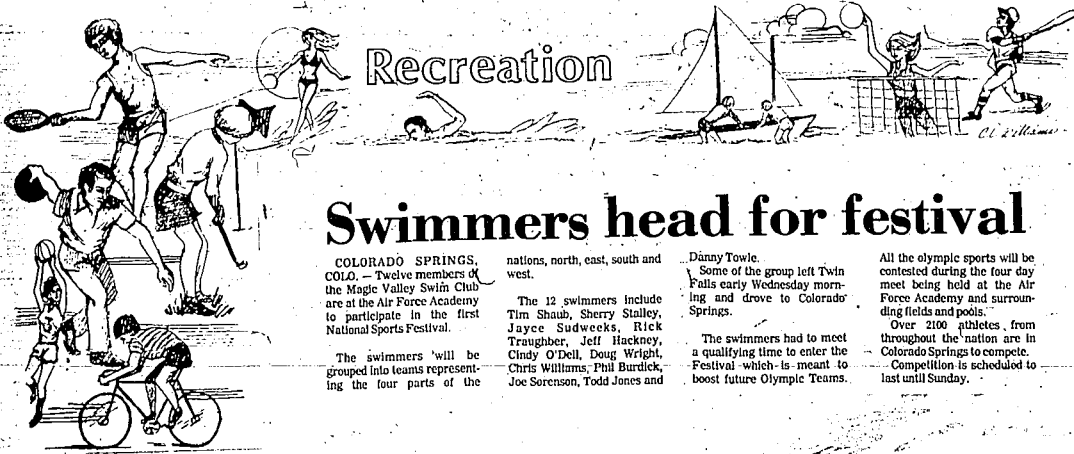 Recreation
C. Williams
Swimmers head for festival
COLORADO SPRINGS,
COLO. — Twelve members of
the Magic Valley Swim Club
are at the Air Force Academy
to participate in the first
National Sports Festival.
The swimmers will be
grouped into teams represent-
ing the four parts of the
nations, north, east, south and
west.
The 12 swimmers include
Tim Shaub, Sherry Stalley,
Jayce Sudweeks, Rick
Traughber, Jeff Hackney,
Cindy O'Dell, Doug Wright,
Chris Williams, Phil Burdick,
Joe Sorenson, Todd Jones and
Danny Towle.
Some of the group left Twin
Falls early Wednesday morn-
ing and drove to Colorado
Springs.
The swimmers had to meet
a qualifying time to enter the
Festival which is meant to
boost future Olympic Teams.
All the olympic sports will be
contested during the four day
meet being held at the Air
Force Academy and surroun-
ding fields and pools.
Over 2100 athletes from
throughout the nation are in
Colorado Springs to compete.
Competition is scheduled to
last until Sunday.